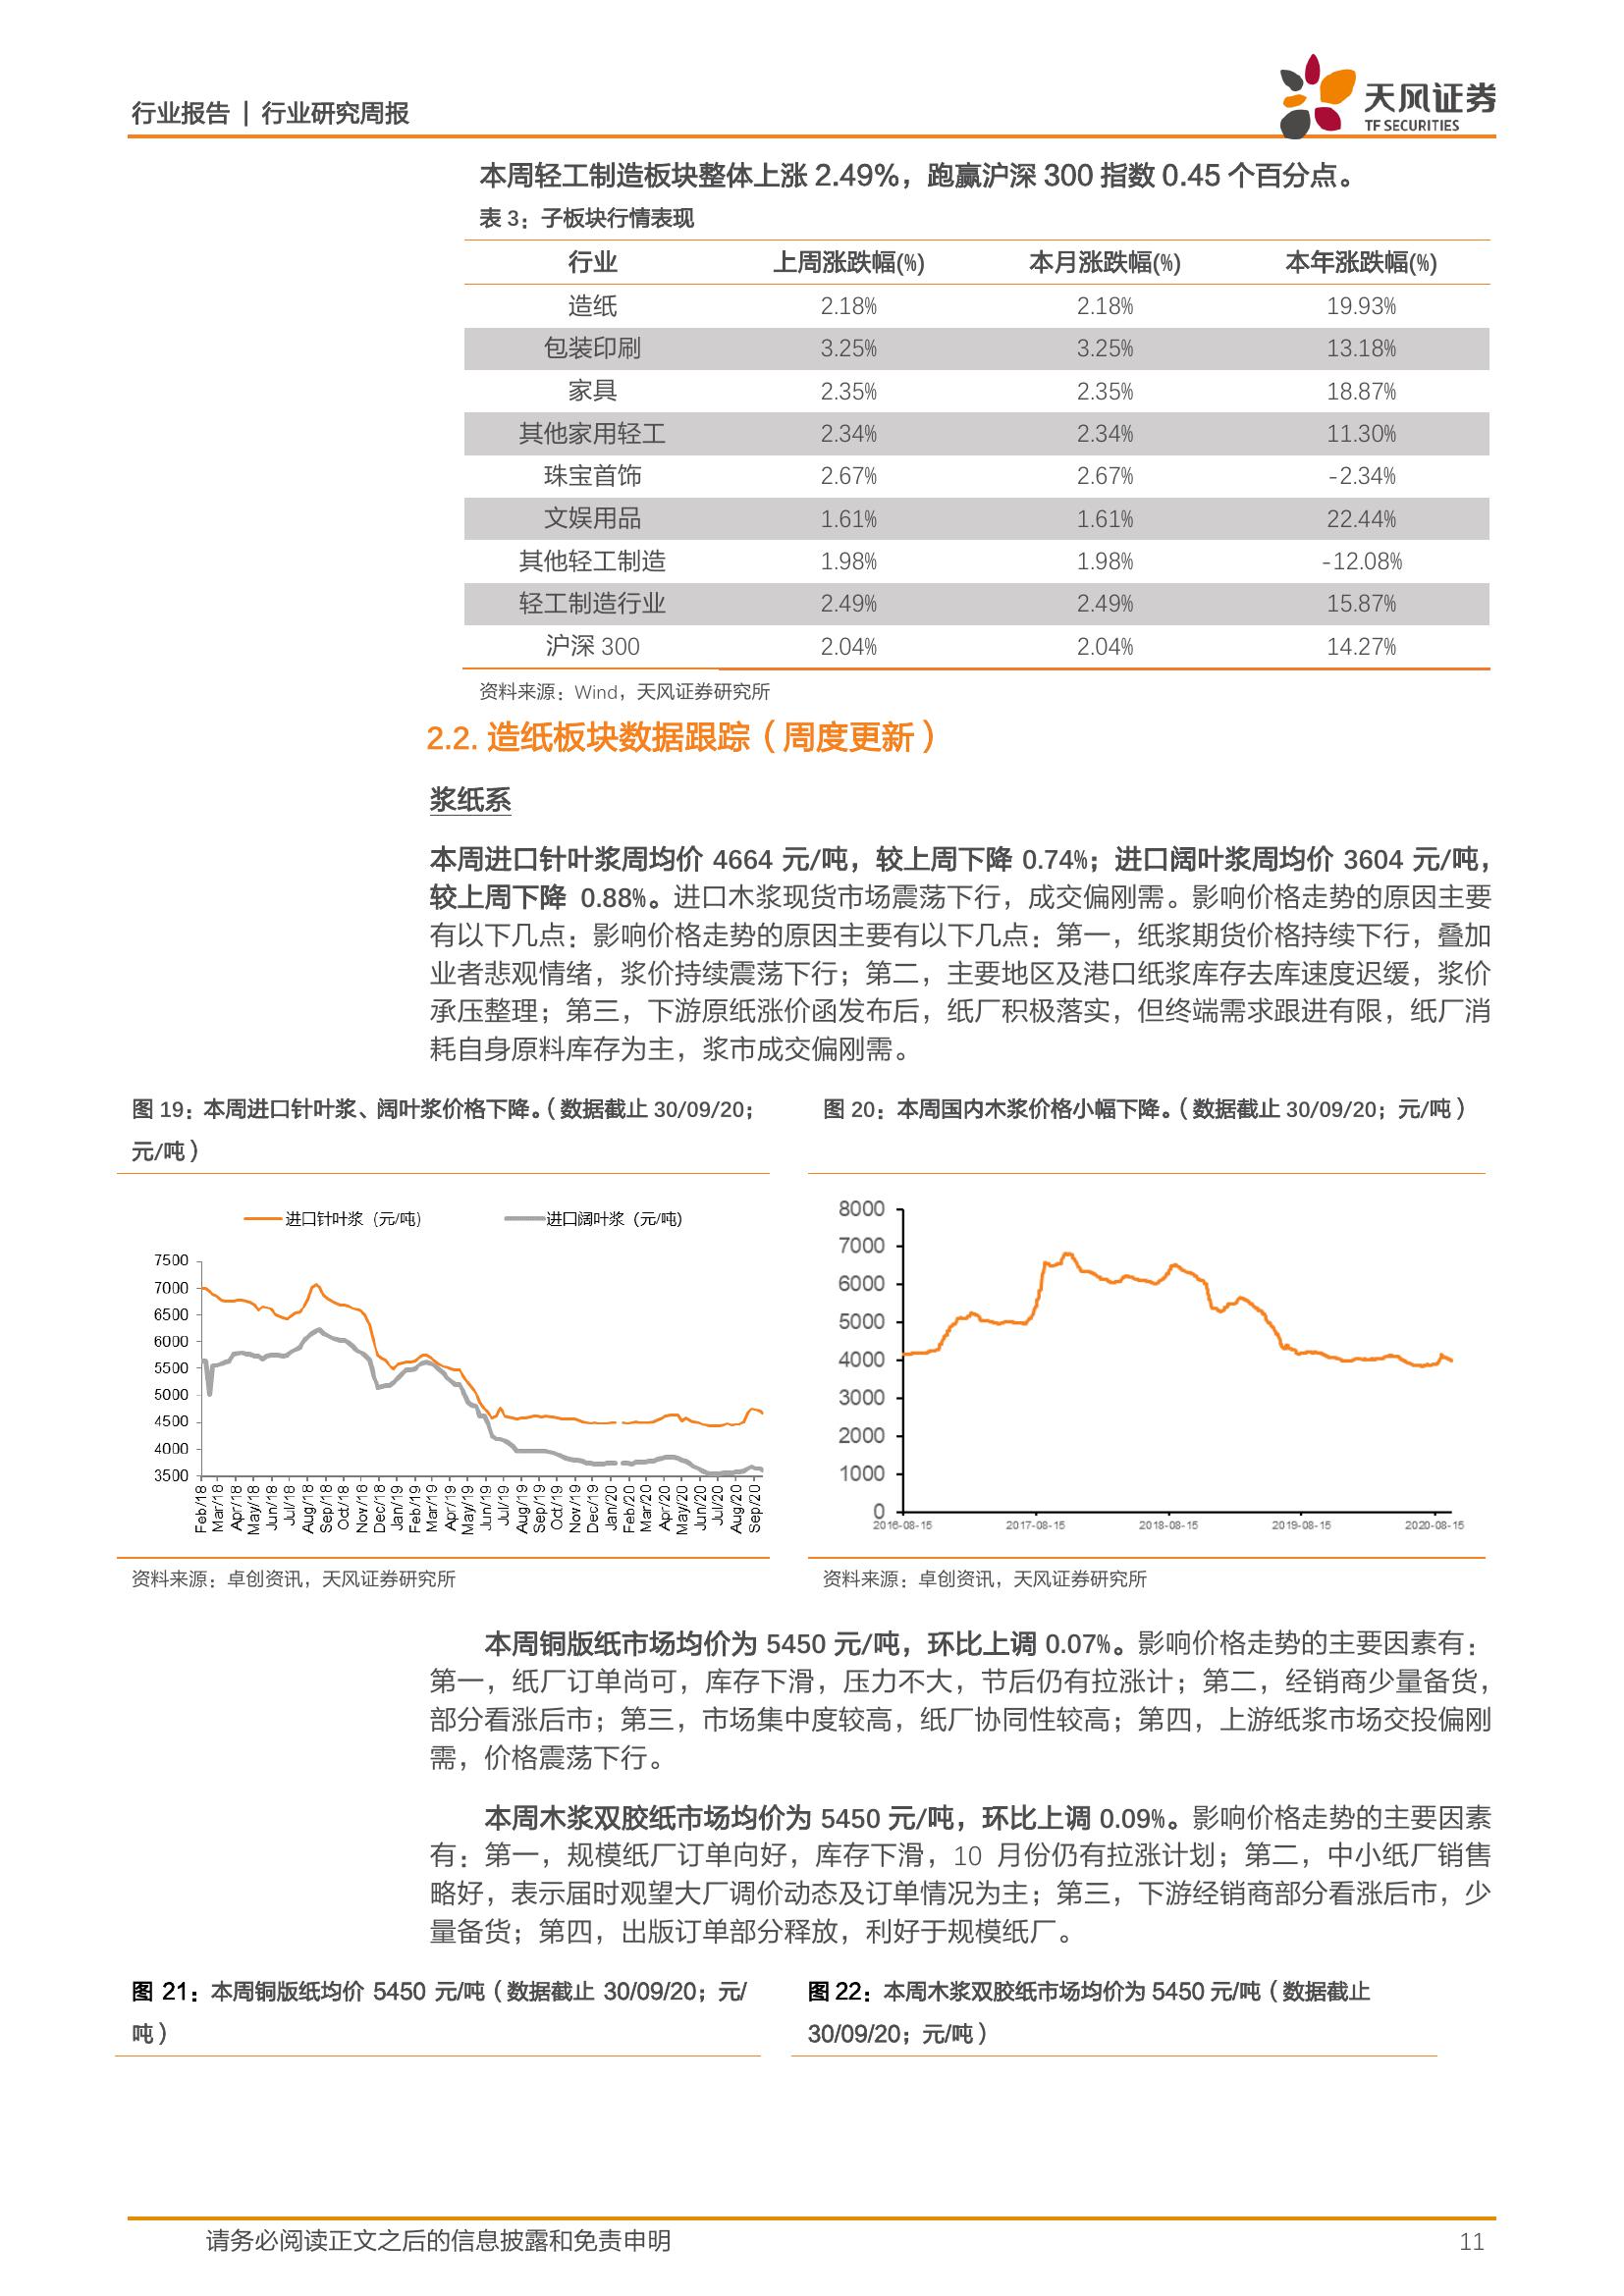 行业报告 | 行业研究周报
天风证券
TF SECURITIES
本周轻工制造板块整体上涨 2.49%，跑赢沪深 300 指数 0.45 个百分点。
表 3：子板块行情表现
行业 上周涨跌幅(%) 本月涨跌幅(%) 本年涨跌幅(%)
造纸 2.18% 2.18% 19.93%
包装印刷 3.25% 3.25% 13.18%
家具 2.35% 2.35% 18.87%
其他家用轻工 2.34% 2.34% 11.30%
珠宝首饰 2.67% 2.67% -2.34%
文娱用品 1.61% 1.61% 22.44%
其他轻工制造 1.98% 1.98% -12.08%
轻工制造行业 2.49% 2.49% 15.87%
沪深 300 2.04% 2.04% 14.27%
资料来源：Wind，天风证券研究所
2.2. 造纸板块数据跟踪（周度更新）
浆纸系
本周进口针叶浆周均价 4664 元/吨，较上周下降 0.74%；进口阔叶浆周均价 3604 元/吨，
较上周下降 0.88%。进口木浆现货市场震荡下行，成交偏刚需。影响价格走势的原因主要
有以下几点：影响价格走势的原因主要有以下几点：第一，纸浆期货价格持续下行，叠加
业者悲观情绪，浆价持续震荡下行；第二，主要地区及港口纸浆库存去库速度迟缓，浆价
承压整理；第三，下游原纸涨价函发布后，纸厂积极落实，但终端需求跟进有限，纸厂消
耗自身原料库存为主，浆市成交偏刚需。
图 19：本周进口针叶浆、阔叶浆价格下降。（数据截止 30/09/20；
元/吨）
进口针叶浆（元/吨） 进口阔叶浆（元/吨）
7500
7000
6500
6000
5500
5000
4500
4000
3500
Feb/18 Mar/18 Apr/18 May/18 Jun/18 Jul/18 Aug/18 Sep/18 Oct/18 Nov/18 Dec/18 Jan/19 Feb/19 Mar/19 Apr/19 May/19 Jun/19 Jul/19 Aug/19 Sep/19 Oct/19 Nov/19 Dec/19 Jan/20 Feb/20 Mar/20 Apr/20 May/20 Jun/20 Jul/20 Aug/20 Sep/20
资料来源：卓创资讯，天风证券研究所
图 20：本周国内木浆价格小幅下降。（数据截止 30/09/20；元/吨）
8000
7000
6000
5000
4000
3000
2000
1000
0
2016-08-15 2017-08-15 2018-08-15 2019-08-15 2020-08-15
资料来源：卓创资讯，天风证券研究所
本周铜版纸市场均价为 5450 元/吨，环比上调 0.07%。影响价格走势的主要因素有：
第一，纸厂订单尚可，库存下滑，压力不大，节后仍有拉涨计；第二，经销商少量备货，
部分看涨后市；第三，市场集中度较高，纸厂协同性较高；第四，上游纸浆市场交投偏刚
需，价格震荡下行。
本周木浆双胶纸市场均价为 5450 元/吨，环比上调 0.09%。影响价格走势的主要因素
有：第一，规模纸厂订单向好，库存下滑，10 月份仍有拉涨计划；第二，中小纸厂销售
略好，表示届时观望大厂调价动态及订单情况为主；第三，下游经销商部分看涨后市，少
量备货；第四，出版订单部分释放，利好于规模纸厂。
图 21：本周铜版纸均价 5450 元/吨（数据截止 30/09/20；元/
吨）
图 22：本周木浆双胶纸市场均价为 5450 元/吨（数据截止
30/09/20；元/吨）
请务必阅读正文之后的信息披露和免责申明
11